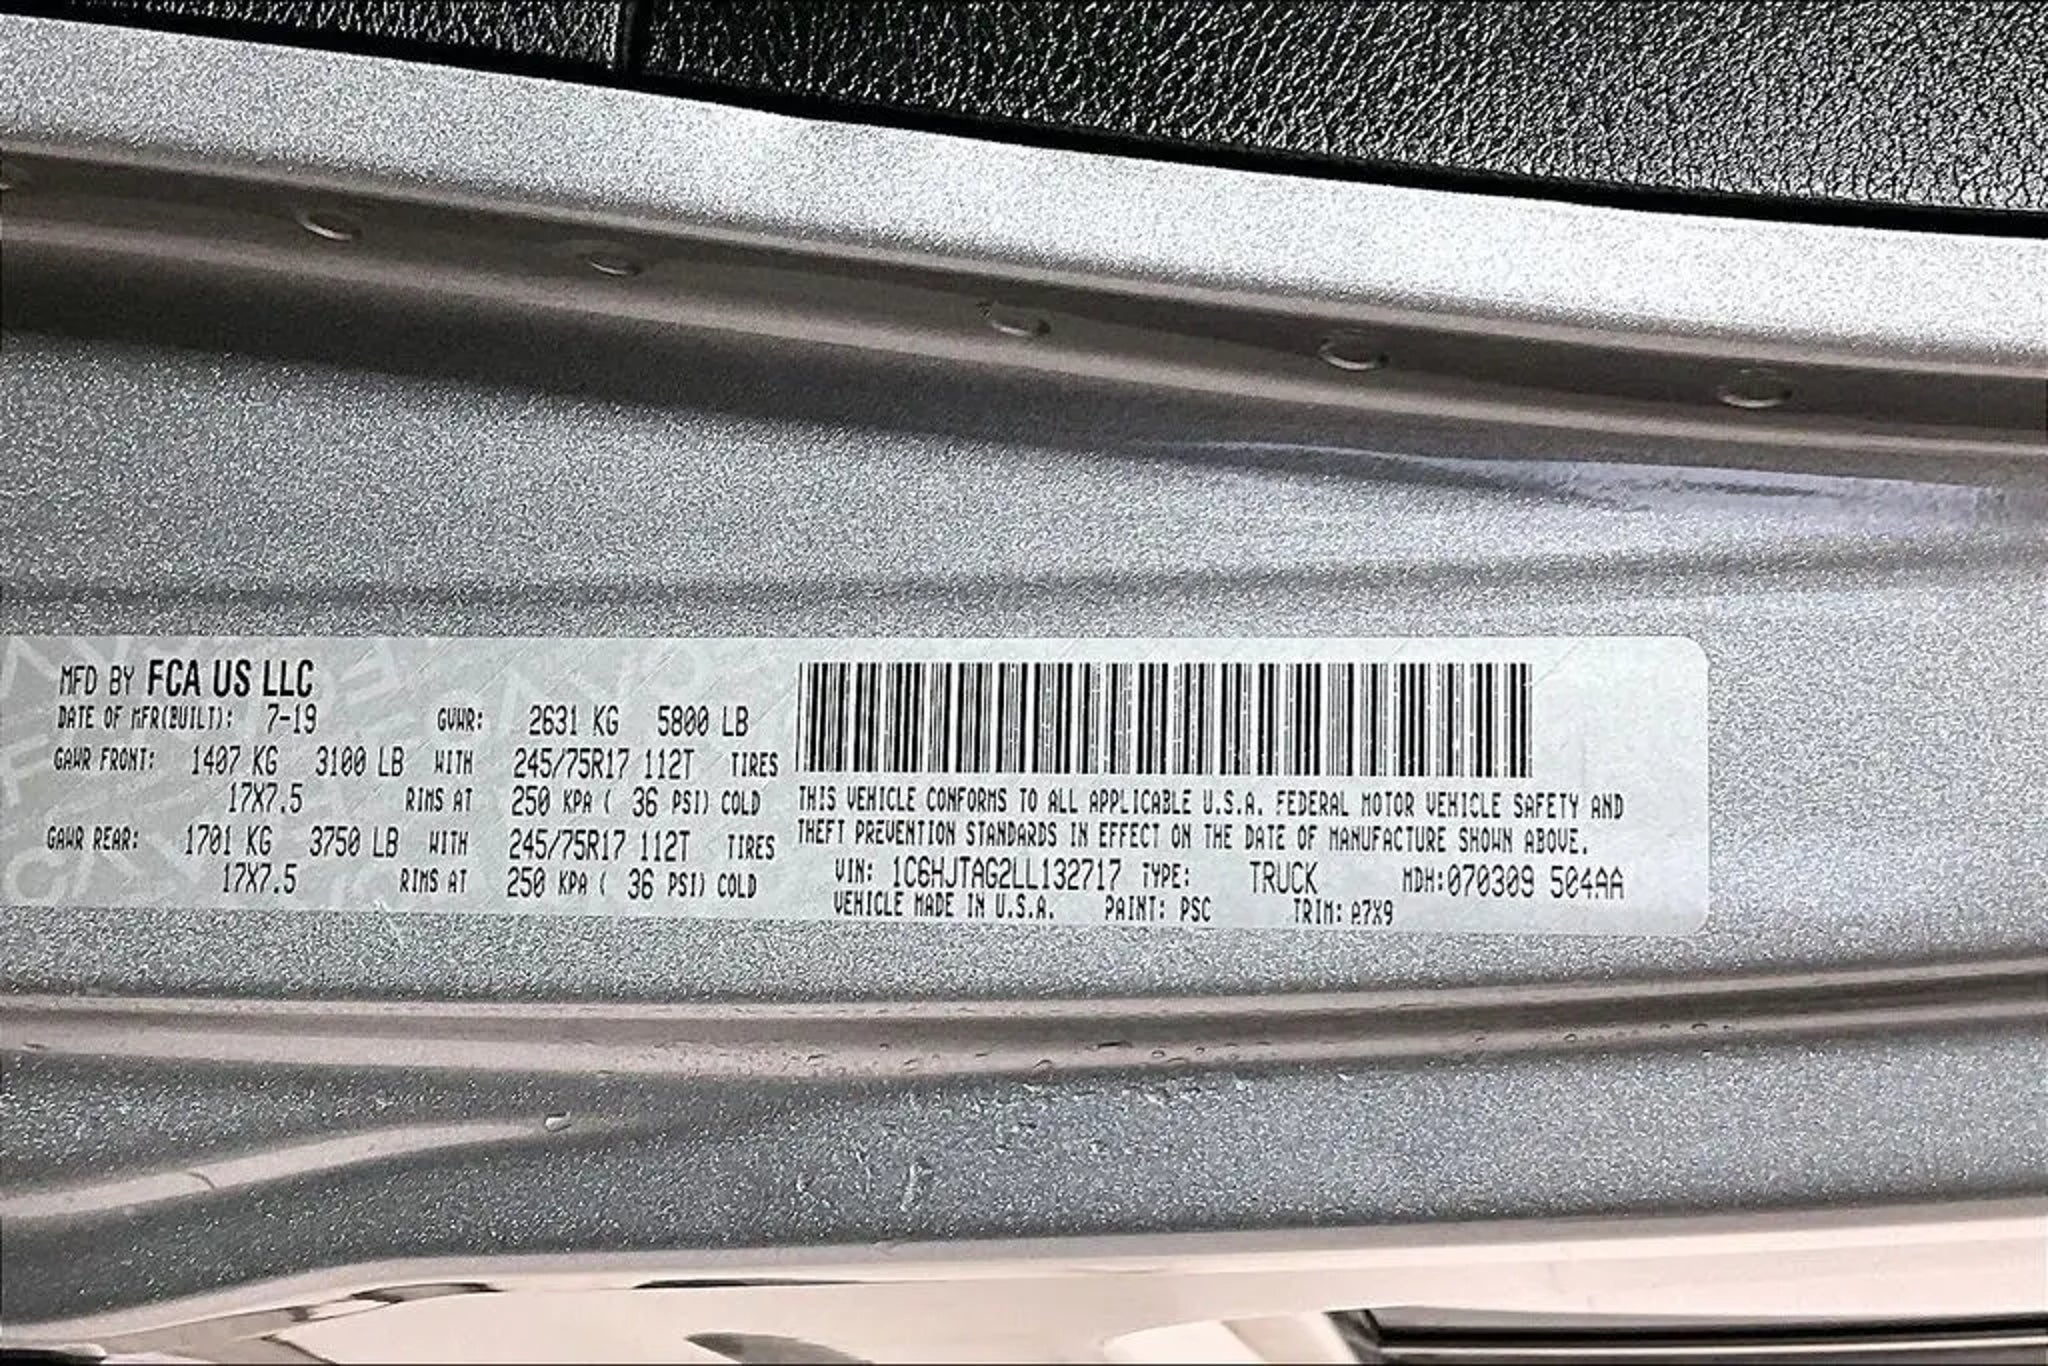 MFD BY FCA US LLC
DATE OF MFR(BUILT): 7-19 GVWR: 2631 KG 5800 LB
GAWR FRONT: 1407 KG 3100 LB WITH 245/75R17 112T TIRES
17X7.5 RIMS AT 250 KPA ( 36 PSI) COLD
GAWR REAR: 1701 KG 3750 LB WITH 245/75R17 112T TIRES
17X7.5 RIMS AT 250 KPA ( 36 PSI) COLD
THIS VEHICLE CONFORMS TO ALL APPLICABLE U.S.A. FEDERAL MOTOR VEHICLE SAFETY AND
THEFT PREVENTION STANDARDS IN EFFECT ON THE DATE OF MANUFACTURE SHOWN ABOVE.
VIN: 1C6HJTAG2LL132717 TYPE: TRUCK MDH:070309 504AA
VEHICLE MADE IN U.S.A. PAINT: PSC TRIM: A7X9